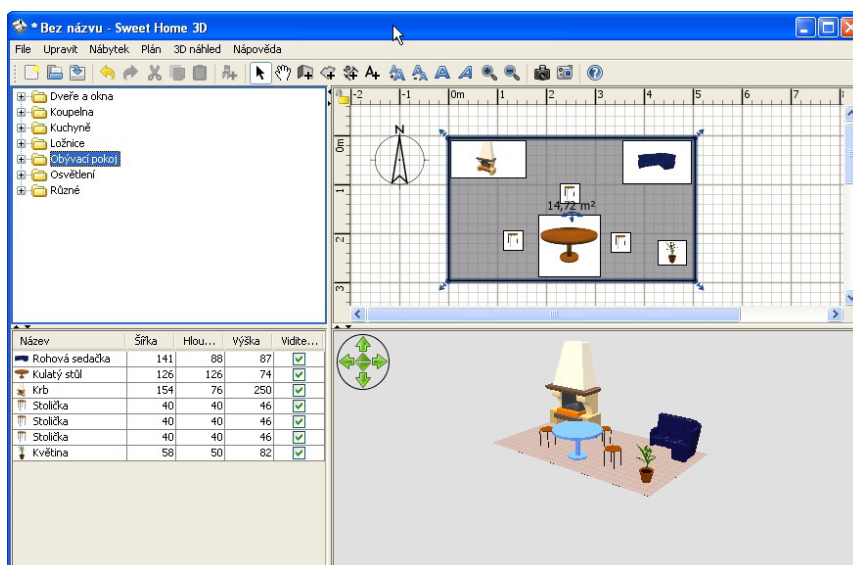 * Bez názvu - Sweet Home 3D
File Upravit Nábytek Plán 3D náhled Nápověda
Dveře a okna
Koupelna
Kuchyně
Ložnice
Obývací pokoj
Osvětlení
Různé
-2 -1 0m 1 2 3 4 5 6 7
0m
1
2
3
N
14,72 m²
Název Šířka Hlou... Výška Vidite...
Rohová sedačka 141 88 87
Kulatý stůl 126 126 74
Krb 154 76 250
Stolička 40 40 46
Stolička 40 40 46
Stolička 40 40 46
Květina 58 50 82